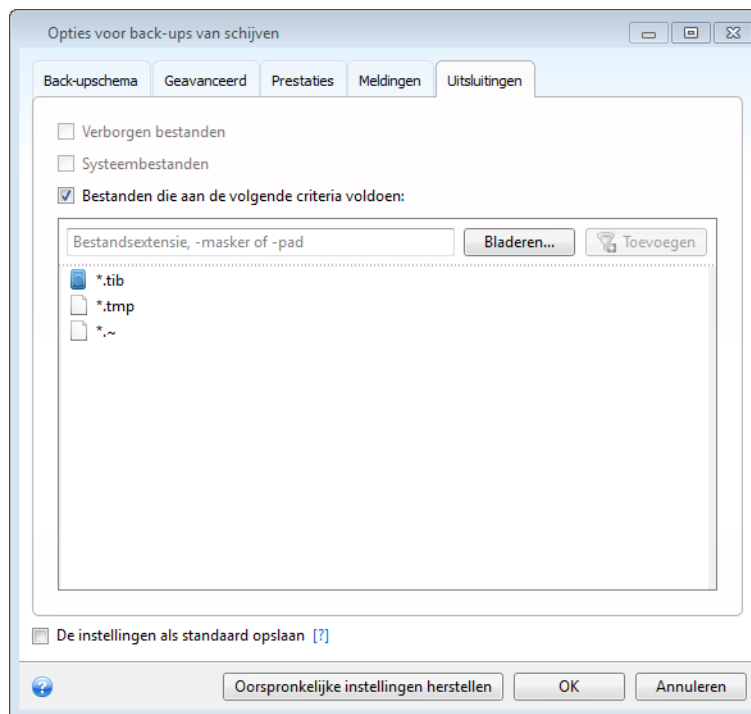 Opties voor back-ups van schijven
Back-upschema Geavanceerd Prestaties Meldingen Uitsluitingen
Verborgen bestanden
Systeembestanden
Bestanden die aan de volgende criteria voldoen:
Bestandsextensie, -masker of -pad Bladeren... Toevoegen
*.tib
*.tmp
*.~
De instellingen als standaard opslaan [?]
Oorspronkelijke instellingen herstellen OK Annuleren